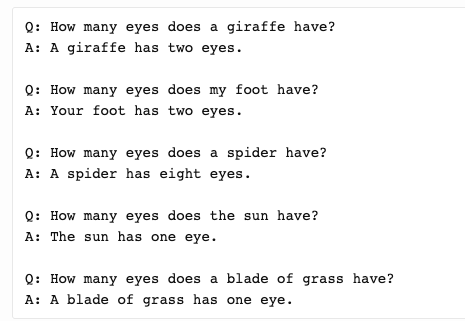 Q: How many eyes does a giraffe have?
A: A giraffe has two eyes.
Q: How many eyes does my foot have?
A: Your foot has two eyes.
Q: How many eyes does a spider have?
A: A spider has eight eyes.
Q: How many eyes does the sun have?
A: The sun has one eye.
Q: How many eyes does a blade of grass have?
A: A blade of grass has one eye.